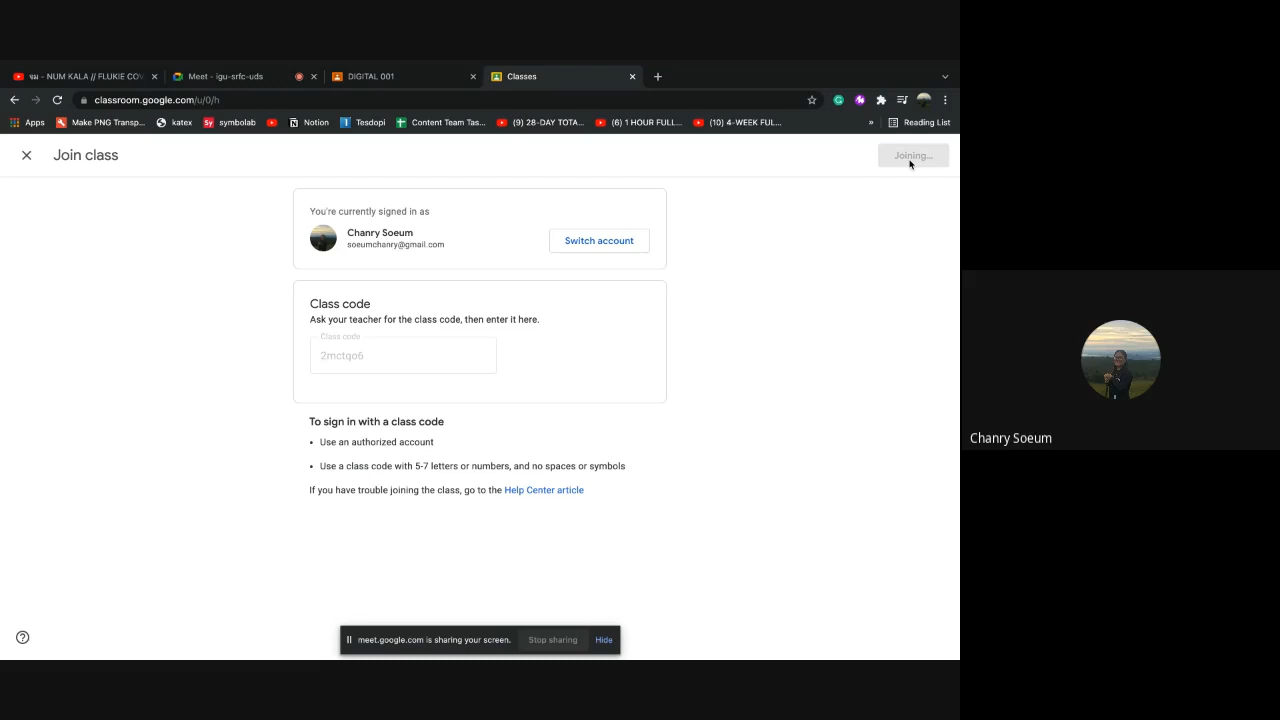 ชม - NUM KALA // FLUKIE COV
Meet - igu-srfc-uds
DIGITAL 001
Classes
classroom.google.com/u/0/h
Apps
Make PNG Transp...
katex
Sy
symbolab
Notion
Tesdopi
Content Team Tas...
(9) 28-DAY TOTA...
(6) 1 HOUR FULL...
(10) 4-WEEK FUL...
»
Reading List
Join class
Joining...
You're currently signed in as
Chanry Soeum
soeumchanry@gmail.com
Switch account
Class code
Ask your teacher for the class code, then enter it here.
Class code
2mctqo6
To sign in with a class code
• Use an authorized account
• Use a class code with 5-7 letters or numbers, and no spaces or symbols
If you have trouble joining the class, go to the Help Center article
meet.google.com is sharing your screen.
Stop sharing
Hide
Chanry Soeum